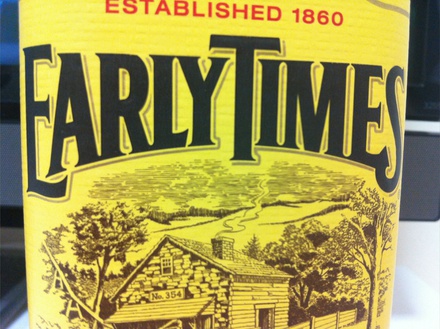 ESTABLISHED 1860
EARLY TIMES
No. 354